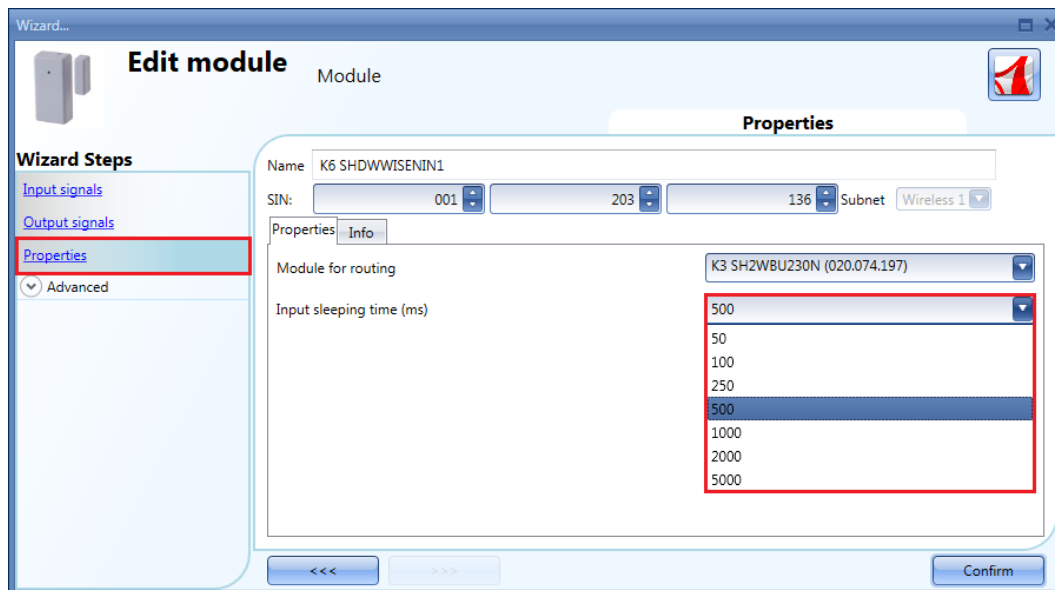 Wizard...
Edit module Module
Properties
Wizard Steps
Input signals
Output signals
Properties
Advanced
Name K6 SHDWWISENIN1
SIN: 001 203 136 Subnet Wireless 1
Properties Info
Module for routing K3 SH2WBU230N (020.074.197)
Input sleeping time (ms) 500
50
100
250
500
1000
2000
5000
<<< >>> Confirm